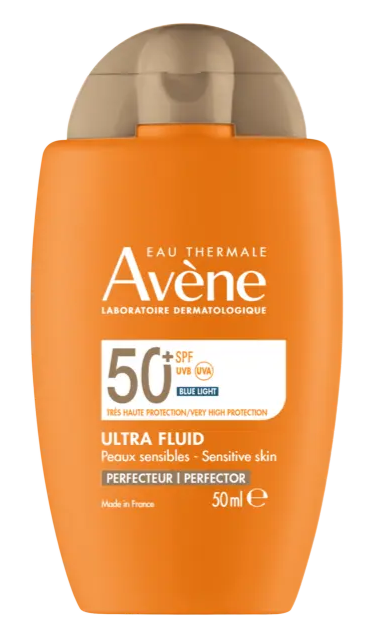 EAU THERMALE
Avène
LABORATOIRE DERMATOLOGIQUE
50+ SPF
UVB UVA
BLUE LIGHT
TRÈS HAUTE PROTECTION/VERY HIGH PROTECTION
ULTRA FLUID
Peaux sensibles - Sensitive skin
PERFECTEUR | PERFECTOR
Made in France 50ml ℮